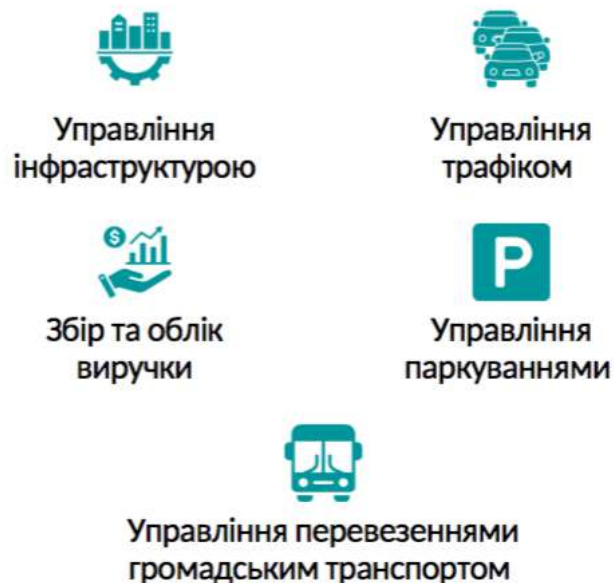 Управління
інфраструктурою
Управління
трафіком
$
Збір та облік
виручки
P
Управління
паркуваннями
Управління перевезеннями
громадським транспортом